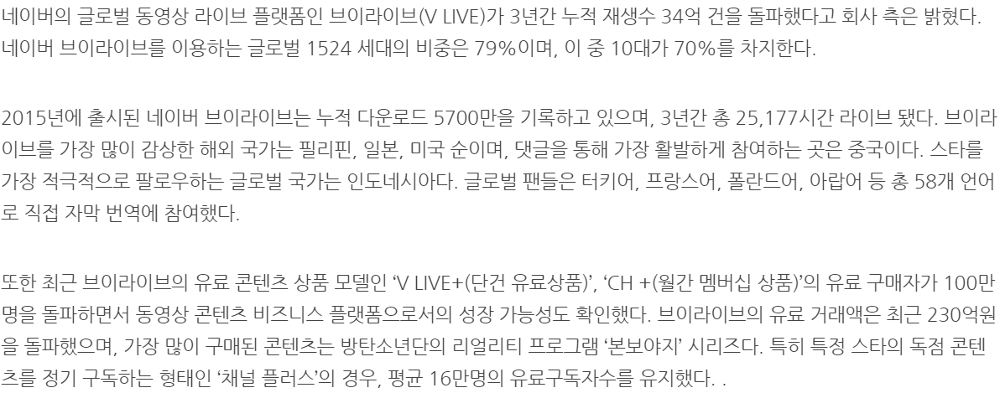 네이버의 글로벌 동영상 라이브 플랫폼인 브이라이브(V LIVE)가 3년간 누적 재생수 34억 건을 돌파했다고 회사 측은 밝혔다.
네이버 브이라이브를 이용하는 글로벌 1524 세대의 비중은 79%이며, 이 중 10대가 70%를 차지한다.
2015년에 출시된 네이버 브이라이브는 누적 다운로드 5700만을 기록하고 있으며, 3년간 총 25,177시간 라이브 됐다. 브이라
이브를 가장 많이 감상한 해외 국가는 필리핀, 일본, 미국 순이며, 댓글을 통해 가장 활발하게 참여하는 곳은 중국이다. 스타를
가장 적극적으로 팔로우하는 글로벌 국가는 인도네시아다. 글로벌 팬들은 터키어, 프랑스어, 폴란드어, 아랍어 등 총 58개 언어
로 직접 자막 번역에 참여했다.
또한 최근 브이라이브의 유료 콘텐츠 상품 모델인 ‘V LIVE+(단건 유료상품)’, ‘CH +(월간 멤버십 상품)’의 유료 구매자가 100만
명을 돌파하면서 동영상 콘텐츠 비즈니스 플랫폼으로서의 성장 가능성도 확인했다. 브이라이브의 유료 거래액은 최근 230억원
을 돌파했으며, 가장 많이 구매된 콘텐츠는 방탄소년단의 리얼리티 프로그램 ‘본보야지’ 시리즈다. 특히 특정 스타의 독점 콘텐
츠를 정기 구독하는 형태인 ‘채널 플러스’의 경우, 평균 16만명의 유료구독자수를 유지했다. .